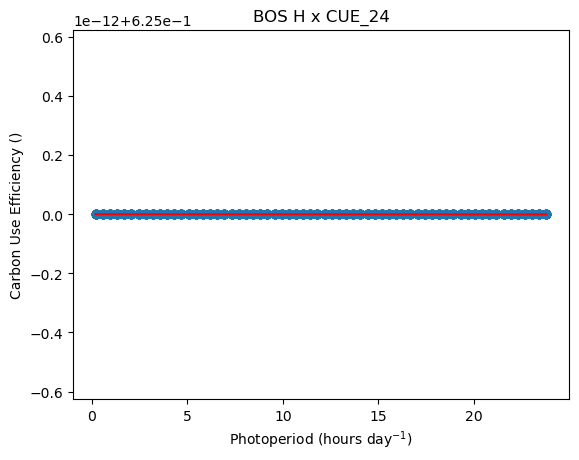 BOS H x CUE_24
1e−12+6.25e−1
0.6
0.4
0.2
0.0
−0.2
−0.4
−0.6
Carbon Use Efficiency ()
0 5 10 15 20
Photoperiod (hours day⁻¹)